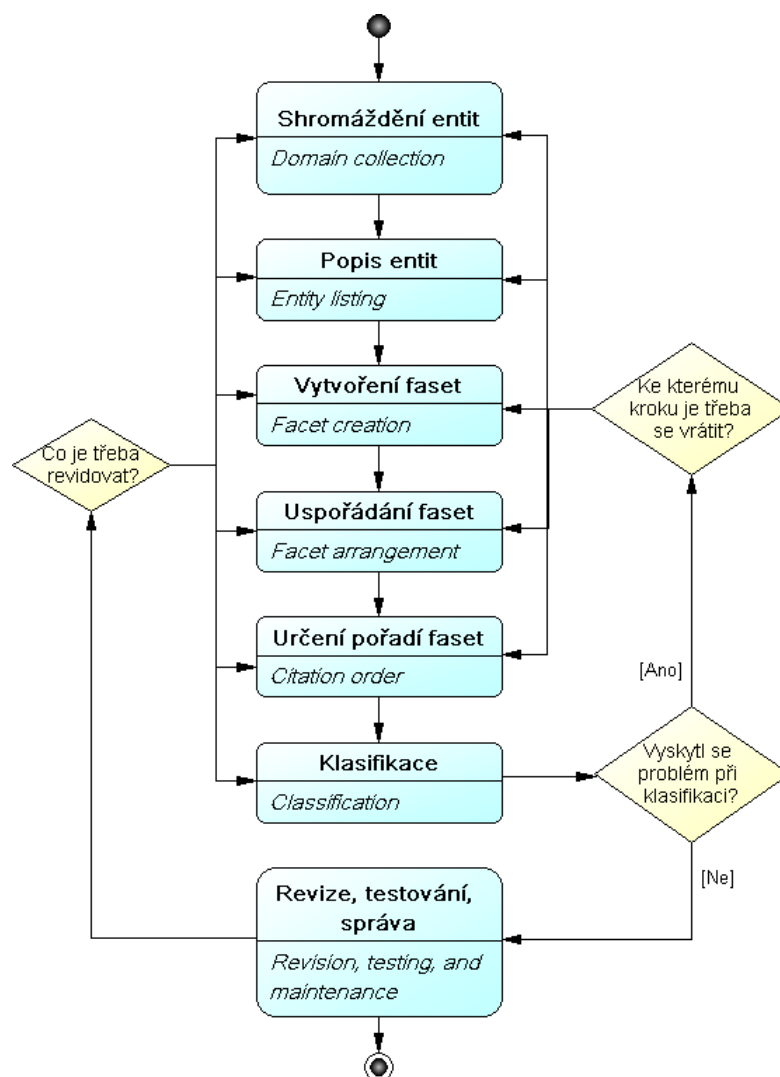 Shromáždění entit
Domain collection
Popis entit
Entity listing
Vytvoření faset
Facet creation
Ke kterému
kroku je třeba
se vrátit?
Co je třeba
revidovat?
Uspořádání faset
Facet arrangement
Určení pořadí faset
Citation order
[Ano]
Klasifikace
Classification
Vyskytl se
problém při
klasifikaci?
[Ne]
Revize, testování,
správa
Revision, testing, and
maintenance